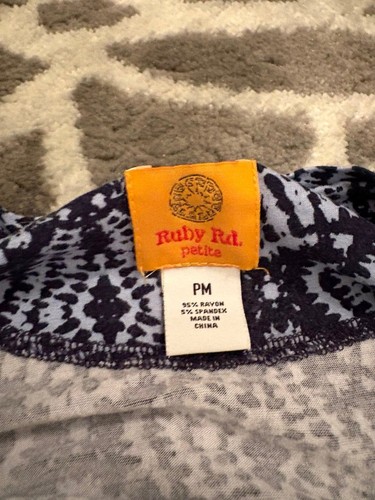 Ruby Rd.
petite
PM
95% RAYON
5% SPANDEX
MADE IN
CHINA